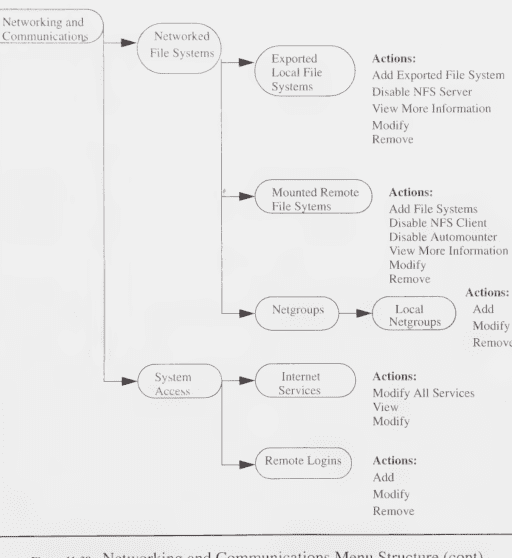 Networking and
Communications
Networked
File Systems
Exported
Local File
Systems
Actions:
Add Exported File System
Disable NFS Server
View More Information
Modify
Remove
Mounted Remote
File Sytems
Actions:
Add File Systems
Disable NFS Client
Disable Automounter
View More Information
Modify
Remove
Netgroups
Local
Netgroups
Actions:
Add
Modify
Remove
System
Access
Internet
Services
Actions:
Modify All Services
View
Modify
Remote Logins
Actions:
Add
Modify
Remove
Networking and Communications Menu Structure (cont)